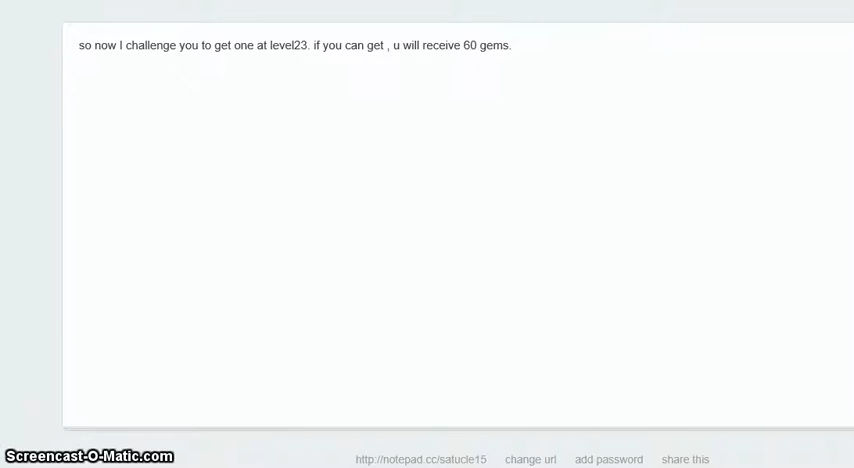 so now I challenge you to get one at level23. if you can get , u will receive 60 gems.
http://notepad.cc/satucle15 change url add password share this
Screencast-O-Matic.com